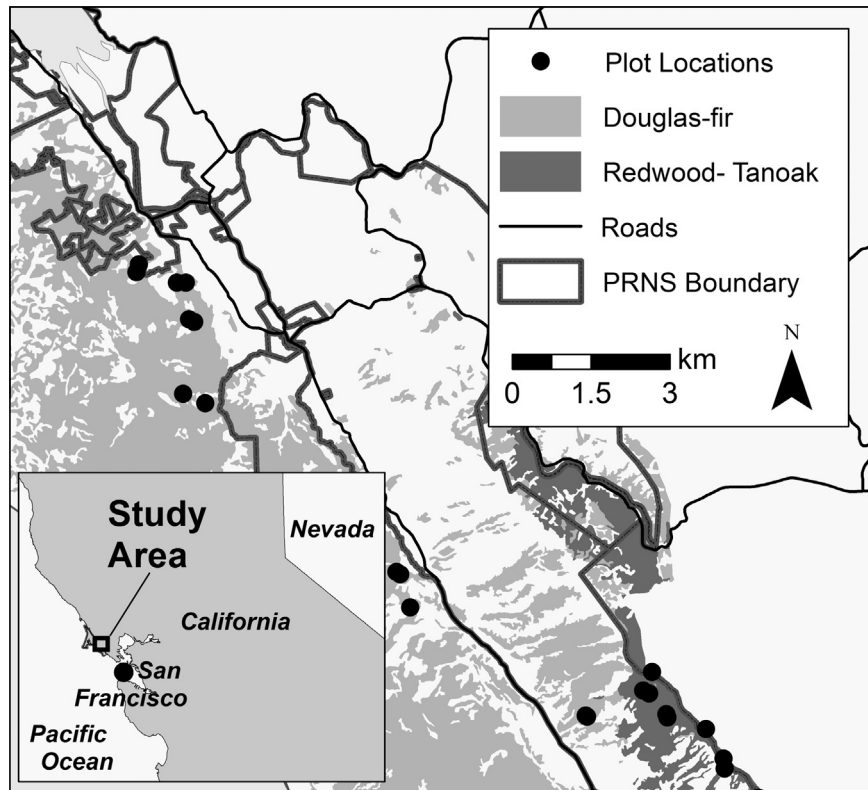 Plot Locations
Douglas-fir
Redwood- Tanoak
Roads
PRNS Boundary
km
0 1.5 3
N
Study
Area
Nevada
California
San
Francisco
Pacific
Ocean